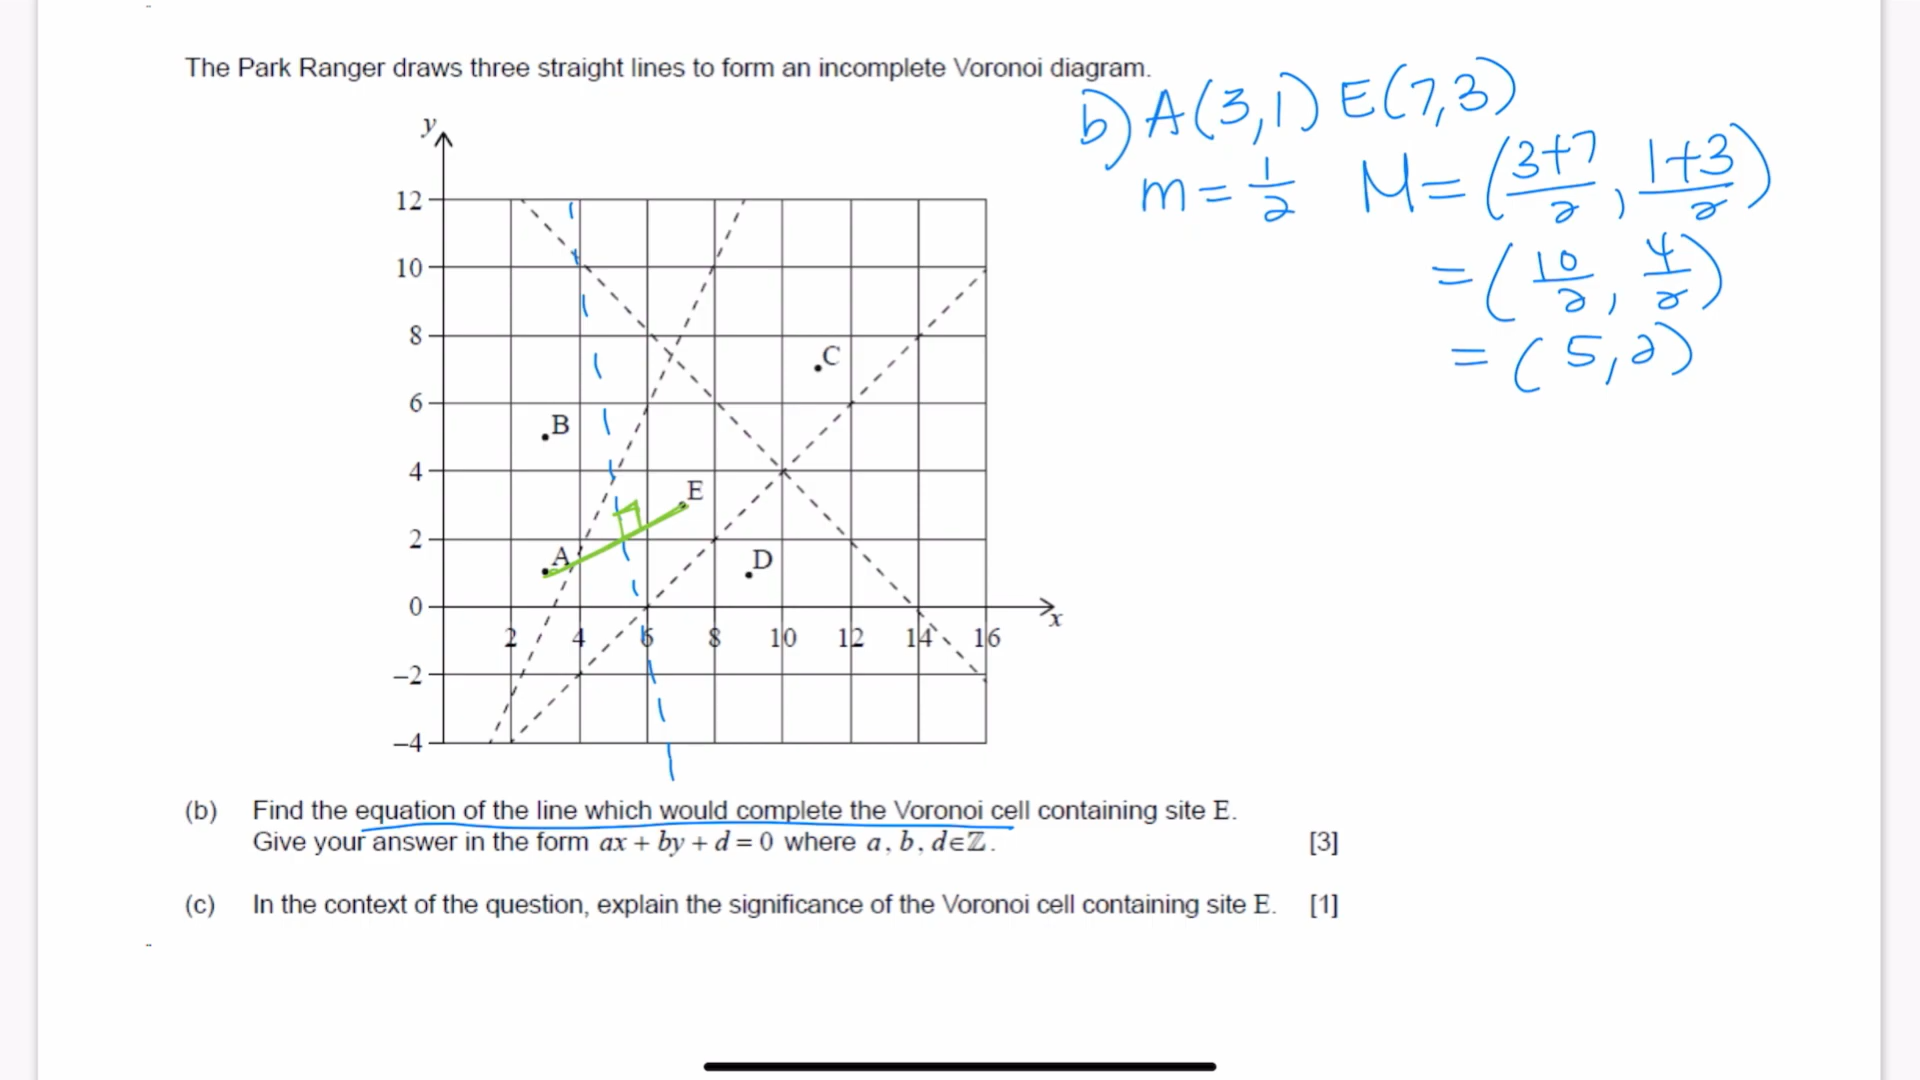 The Park Ranger draws three straight lines to form an incomplete Voronoi diagram.
b) A(3,1) E(7,3)
m = 1/2 M = (3+7/2, 1+3/2)
= (10/2, 4/2)
= (5,2)
y
12
10
8
6
4
2
0
-2
-4
C
B
E
A
D
2 4 6 8 10 12 14 16
x
(b) Find the equation of the line which would complete the Voronoi cell containing site E.
Give your answer in the form ax + by + d = 0 where a, b, d∈ℤ. [3]
(c) In the context of the question, explain the significance of the Voronoi cell containing site E. [1]